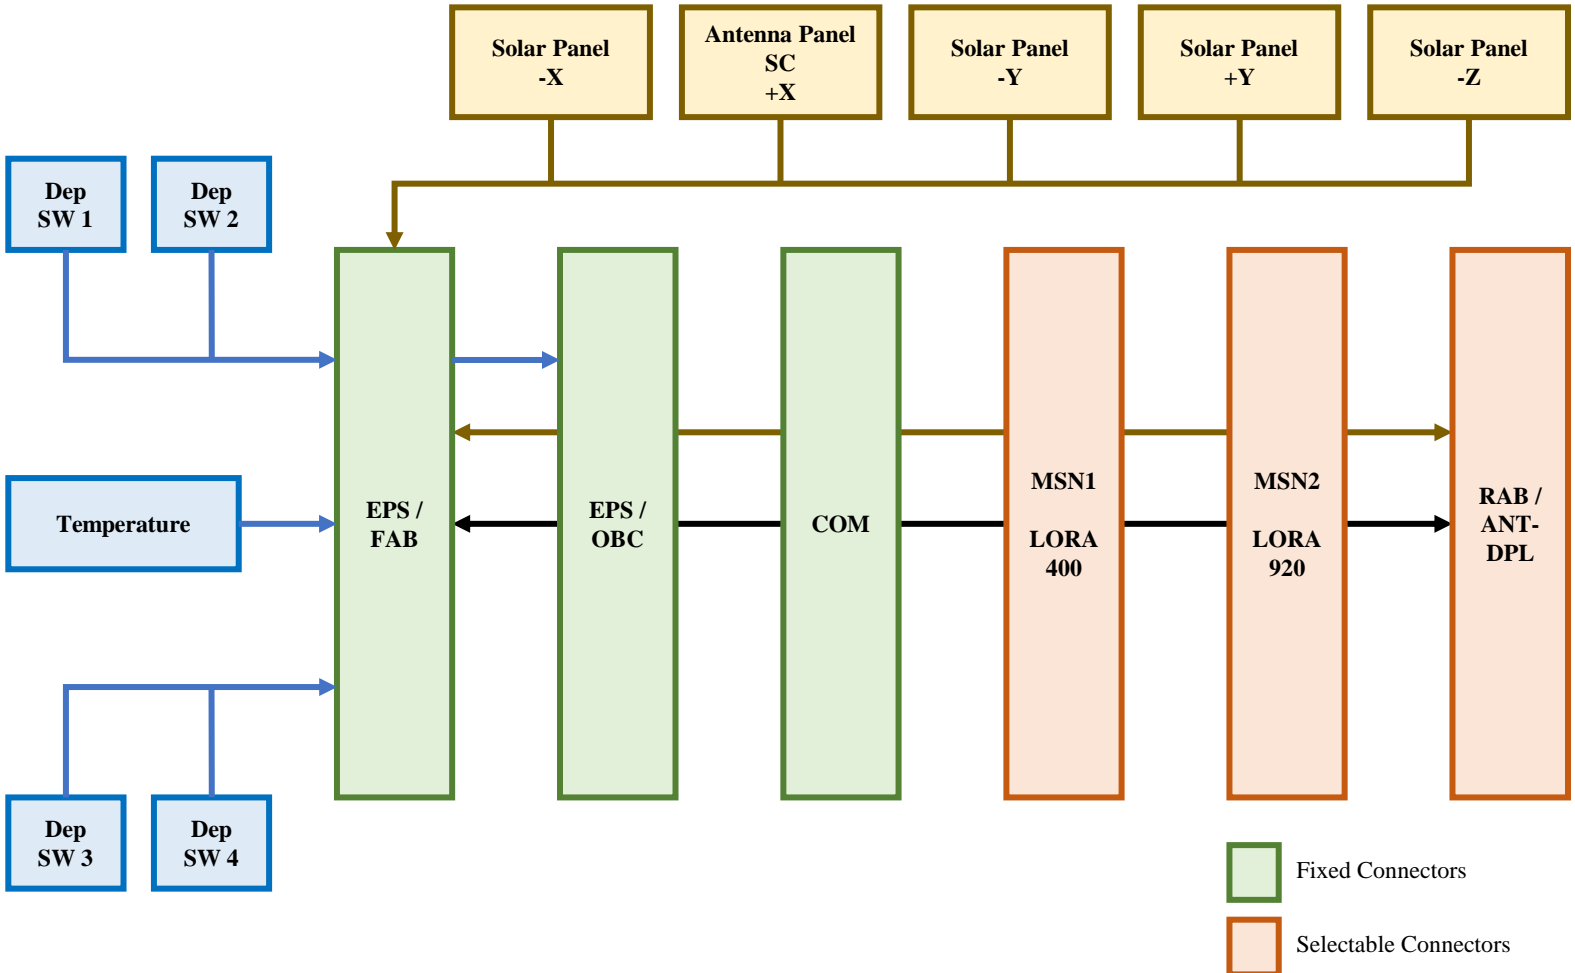 Solar Panel
-X
Antenna Panel
SC
+X
Solar Panel
-Y
Solar Panel
+Y
Solar Panel
-Z
Dep
SW 1
Dep
SW 2
Temperature
EPS /
FAB
EPS /
OBC
COM
MSN1
LORA
400
MSN2
LORA
920
RAB /
ANT-
DPL
Dep
SW 3
Dep
SW 4
Fixed Connectors
Selectable Connectors